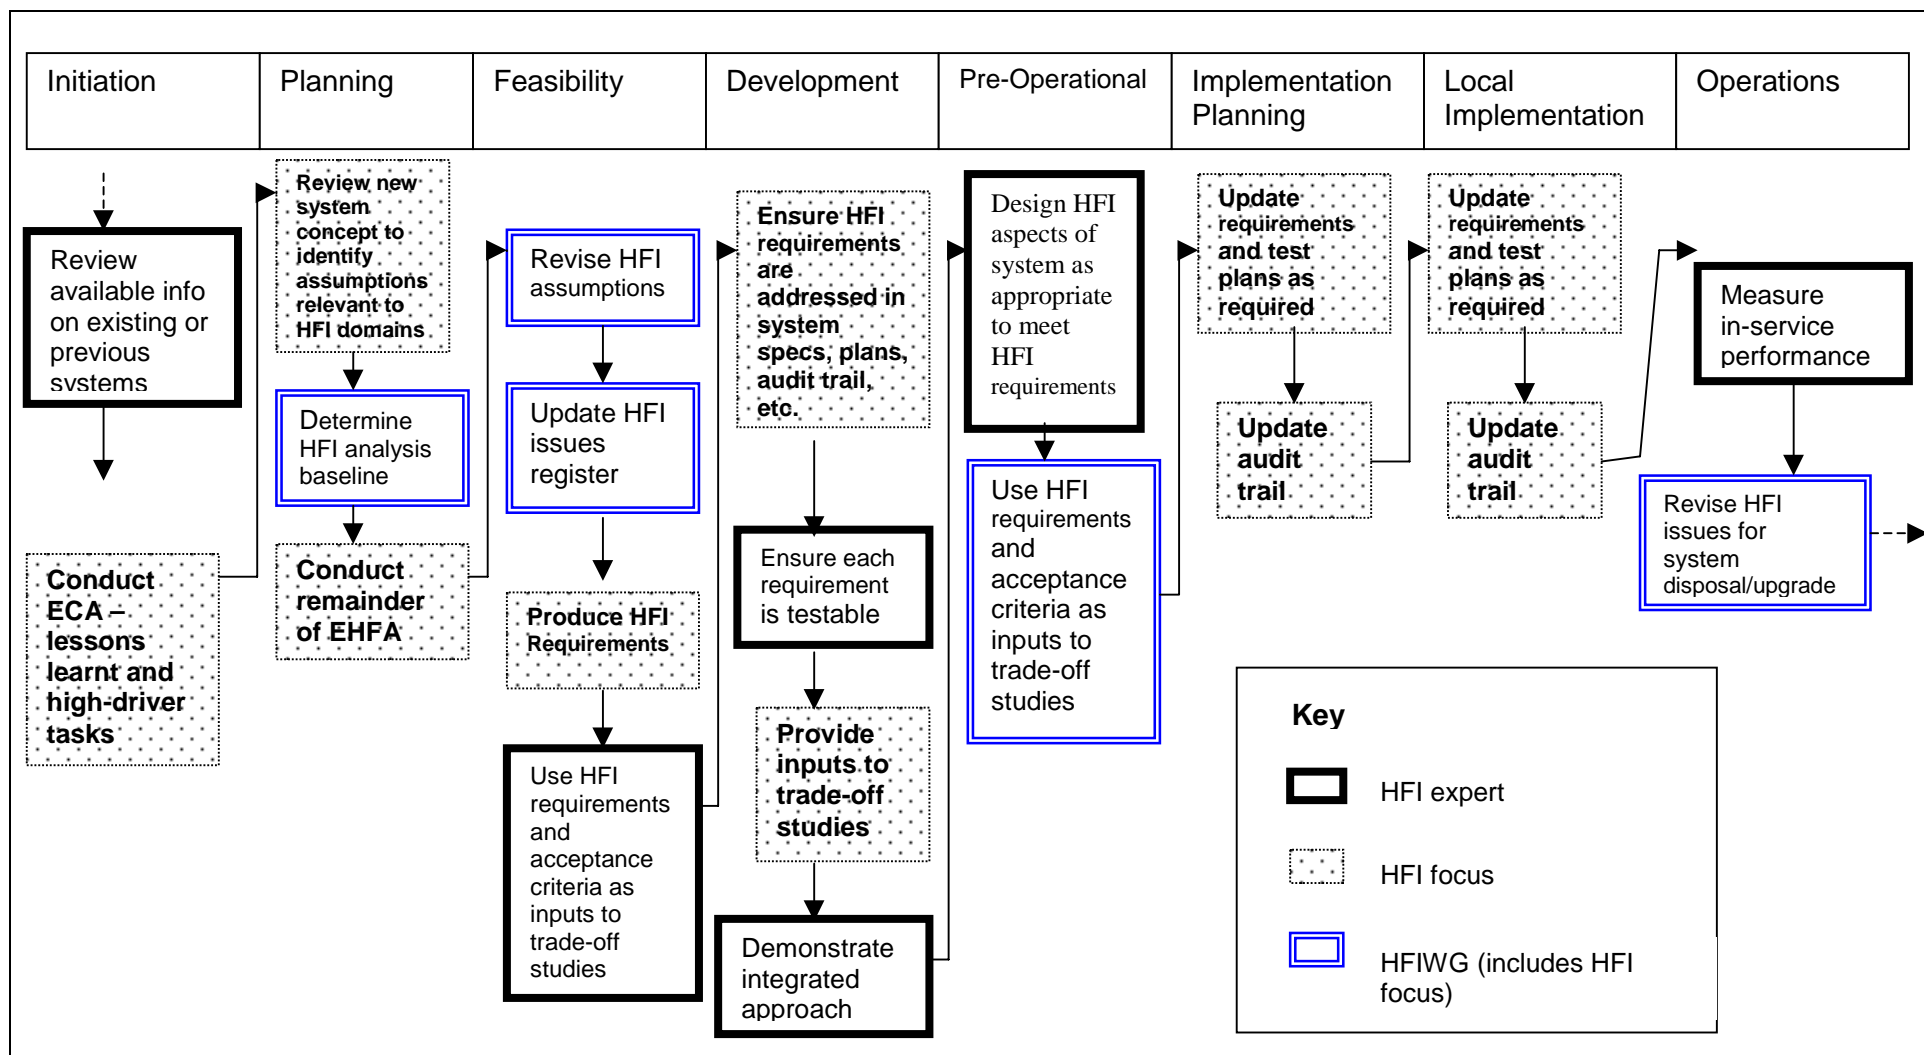 Initiation
Planning
Feasibility
Development
Pre-Operational
Implementation
Planning
Local
Implementation
Operations
Review
available info
on existing or
previous
systems
Conduct
ECA –
lessons
learnt and
high-driver
tasks
Review new
system
concept to
identify
assumptions
relevant to
HFI domains
Determine
HFI analysis
baseline
Conduct
remainder
of EHFA
Revise HFI
assumptions
Update HFI
issues
register
Produce HFI
Requirements
Use HFI
requirements
and
acceptance
criteria as
inputs to
trade-off
studies
Ensure HFI
requirements
are
addressed in
system
specs, plans,
audit trail,
etc.
Ensure each
requirement
is testable
Provide
inputs to
trade-off
studies
Demonstrate
integrated
approach
Design HFI
aspects of
system as
appropriate
to meet
HFI
requirements
Use HFI
requirements
and
acceptance
criteria as
inputs to
trade-off
studies
Update
requirements
and test
plans as
required
Update
audit
trail
Update
requirements
and test
plans as
required
Update
audit
trail
Measure
in-service
performance
Revise HFI
issues for
system
disposal/upgrade
Key
HFI expert
HFI focus
HFIWG (includes HFI
focus)